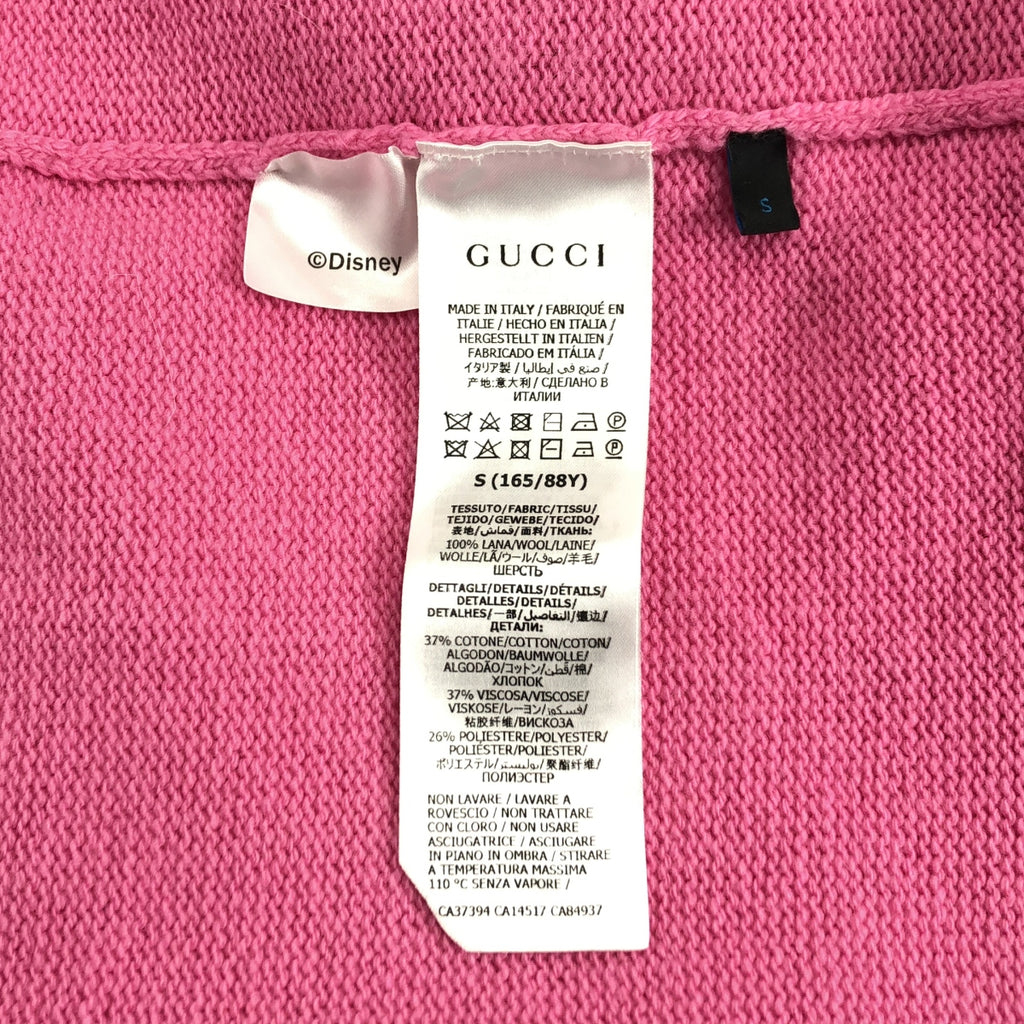 ©Disney
GUCCI
S
MADE IN ITALY / FABRIQUÉ EN
ITALIE / HECHO EN ITALIA /
HERGESTELLT IN ITALIEN /
FABRICADO EM ITÁLIA /
イタリア製 / صنع في إيطاليا /
产地:意大利 / СДЕЛАНО В
ИТАЛИИ
S (165/88Y)
TESSUTO/FABRIC/TISSU/
TEJIDO/GEWEBE/TECIDO/
表地/قماش/面料/ТКАНЬ:
100% LANA/WOOL/LAINE/
WOLLE/LÃ/ウール/صوف/羊毛/
ШЕРСТЬ
DETTAGLI/DETAILS/DÉTAILS/
DETALLES/DETAILS/
DETALHES/一部/التفاصيل/镶边/
ДЕТАЛИ:
37% COTONE/COTTON/COTON/
ALGODON/BAUMWOLLE/
ALGODÃO/コットン/قطن/棉/
ХЛОПОК
37% VISCOSA/VISCOSE/
VISKOSE/レーヨン/فسكوز/
粘胶纤维/ВИСКОЗА
26% POLIESTERE/POLYESTER/
POLIÉSTER/POLIESTER/
ポリエステル/بوليستر/聚酯纤维/
ПОЛИЭСТЕР
NON LAVARE / LAVARE A
ROVESCIO / NON TRATTARE
CON CLORO / NON USARE
ASCIUGATRICE / ASCIUGARE
IN PIANO IN OMBRA / STIRARE
A TEMPERATURA MASSIMA
110 °C SENZA VAPORE /
CA37394 CA14517 CA84937